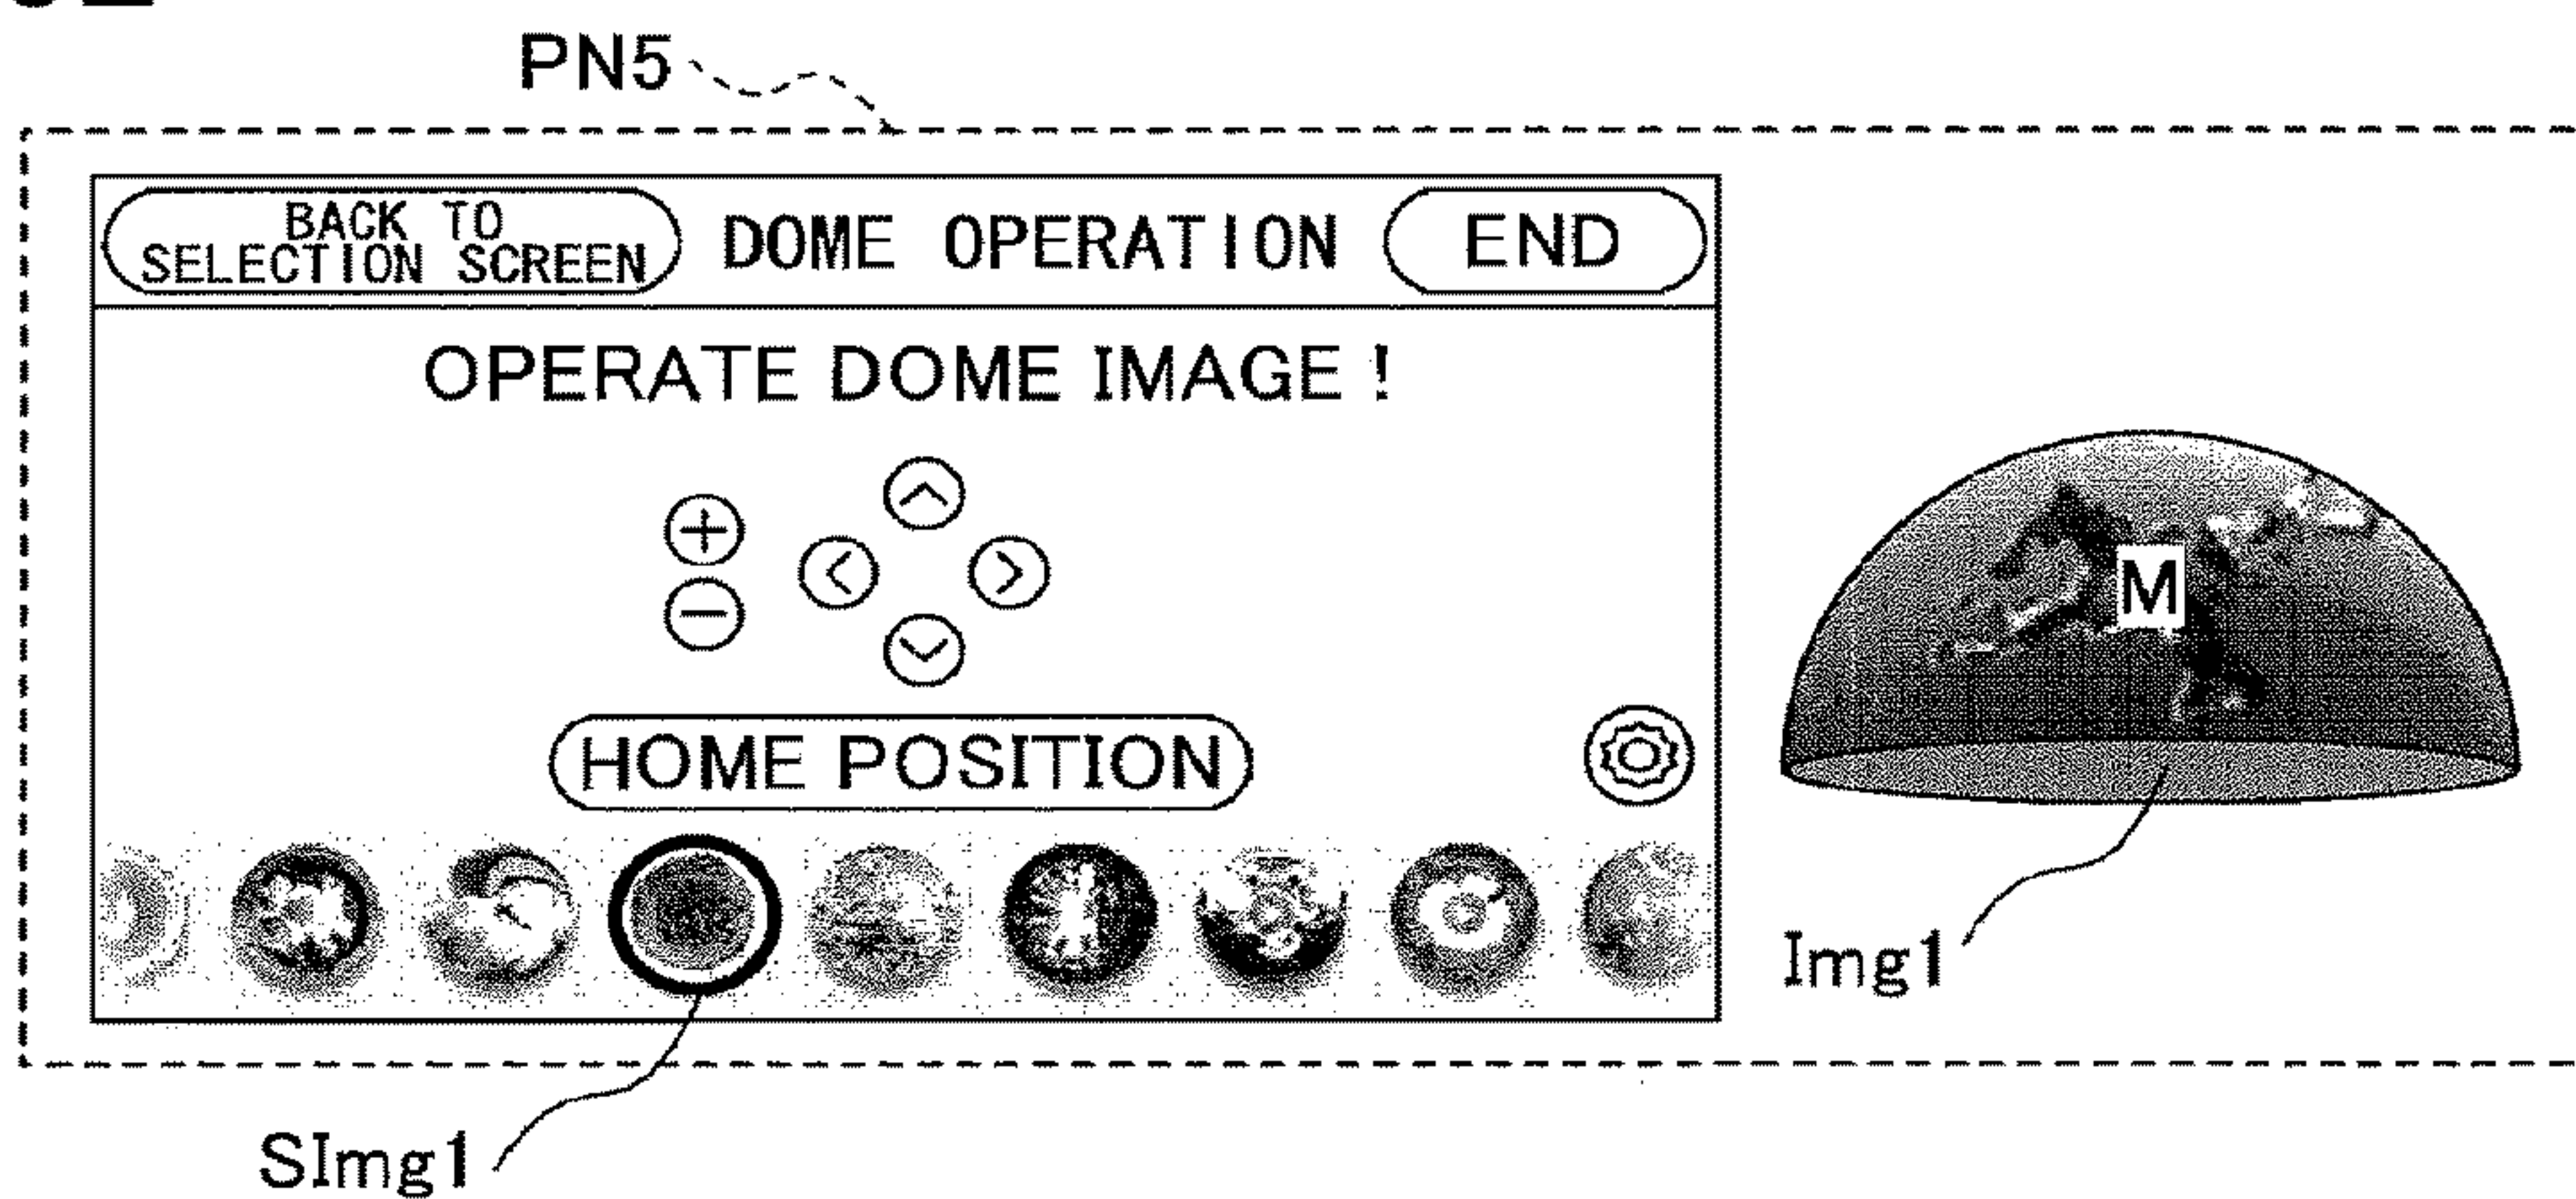 PN5
BACK TO
SELECTION SCREEN
DOME OPERATION
END
OPERATE DOME IMAGE !
+
−
M
HOME POSITION
Img1
SImg1